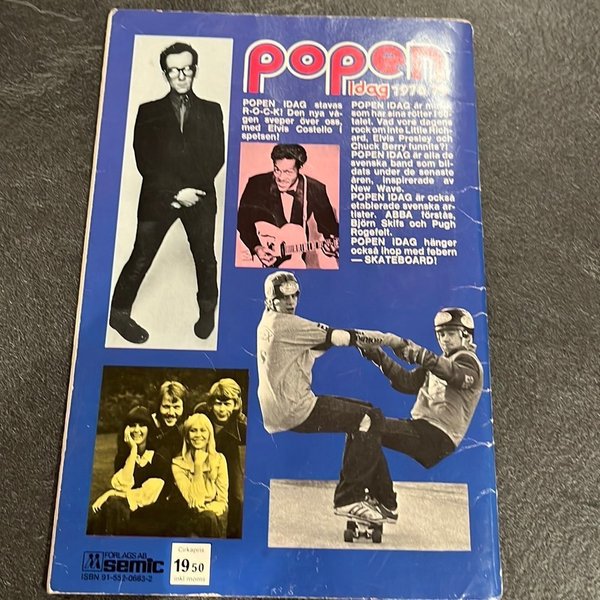 popen
Idag 1978/79
POPEN IDAG stavas
R-O-C-K! Den nya vå-
gen sveper över oss,
med Elvis Costello i
spetsen!
POPEN IDAG är musik
som har sina rötter i 50-
talet. Vad vore dagens
rock om inte Little Rich-
ard, Elvis Presley och
Chuck Berry funnits?!
POPEN IDAG är alla de
svenska band som bil-
dats under de senaste
åren, inspirerade av
New Wave.
POPEN IDAG är också
etablerade svenska ar-
tister. ABBA förstås,
Björn Skifs och Pugh
Rogefelt.
POPEN IDAG hänger
också ihop med febern
— SKATEBOARD!
FÖRLAGS AB
semic
ISBN 91-552-0663-2
Cirkapris
19 50
inkl moms